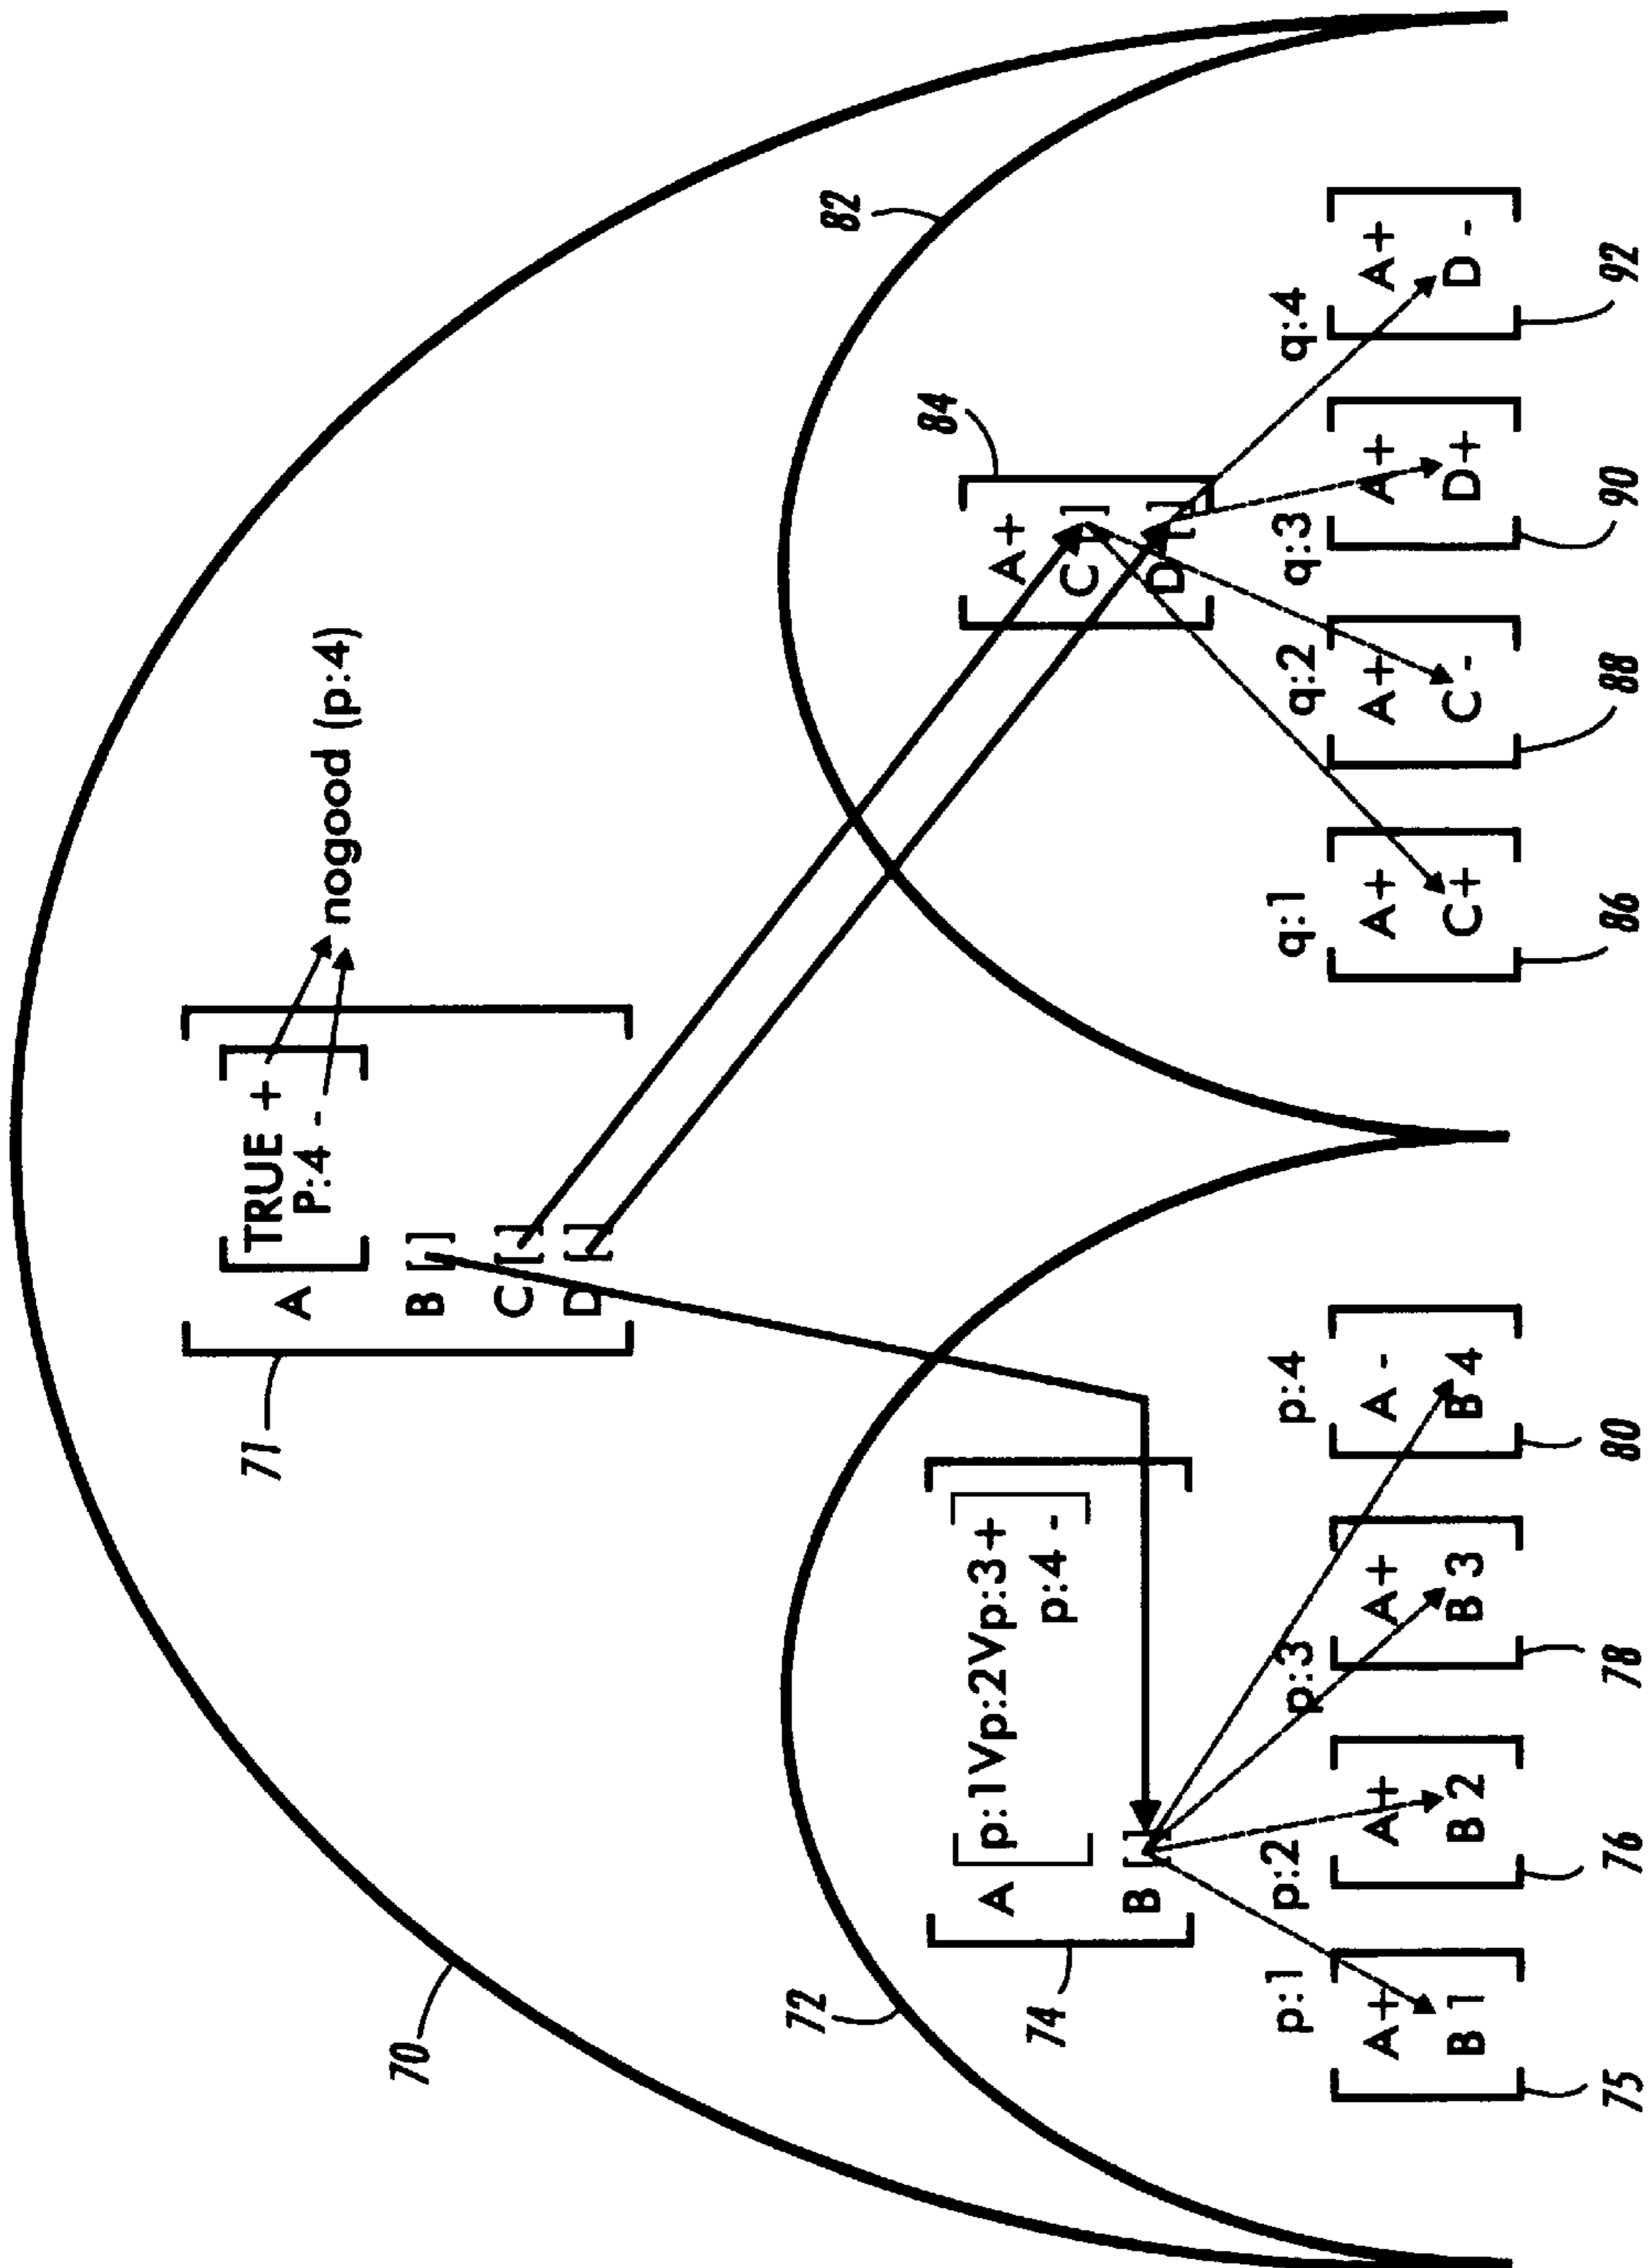 70
71
A
TRUE +
P:4 -
nogood (p:4)
B [ ]
C [ ]
D [ ]
72
74
A
p:1Vp:2Vp:3+
p:4 -
B [ ]
82
84
A+
C [ ]
D [ ]
p:1
A+
B 1
75
p:2
A+
B 2
76
p:3
A+
B 3
78
p:4
A -
B 4
80
q:1
A+
C+
86
q:2
A+
C -
88
q:3
A+
D+
90
q:4
A+
D -
92